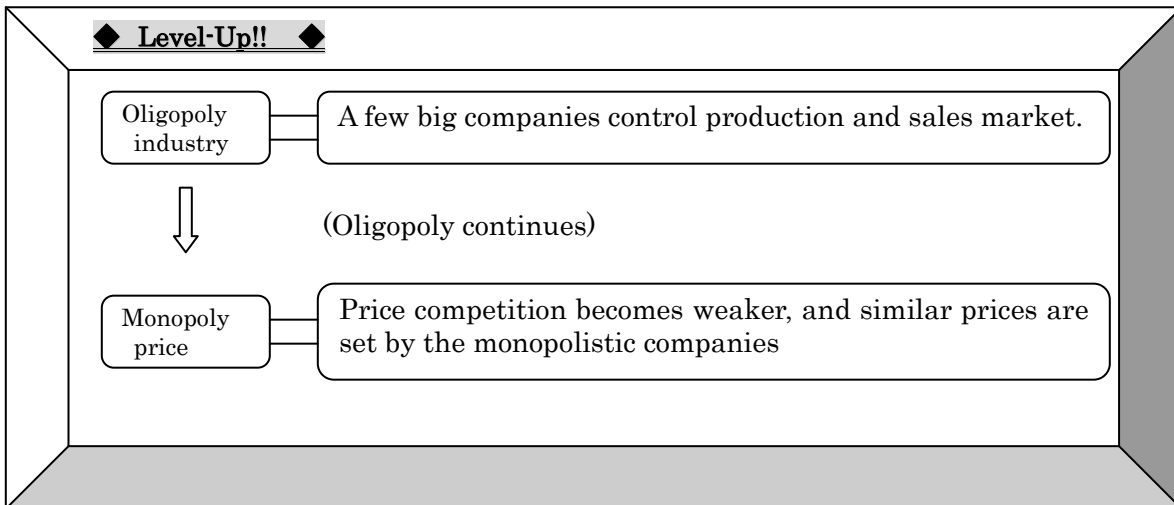 ◆ Level-Up!! ◆
Oligopoly
industry
A few big companies control production and sales market.
(Oligopoly continues)
Monopoly
price
Price competition becomes weaker, and similar prices are
set by the monopolistic companies